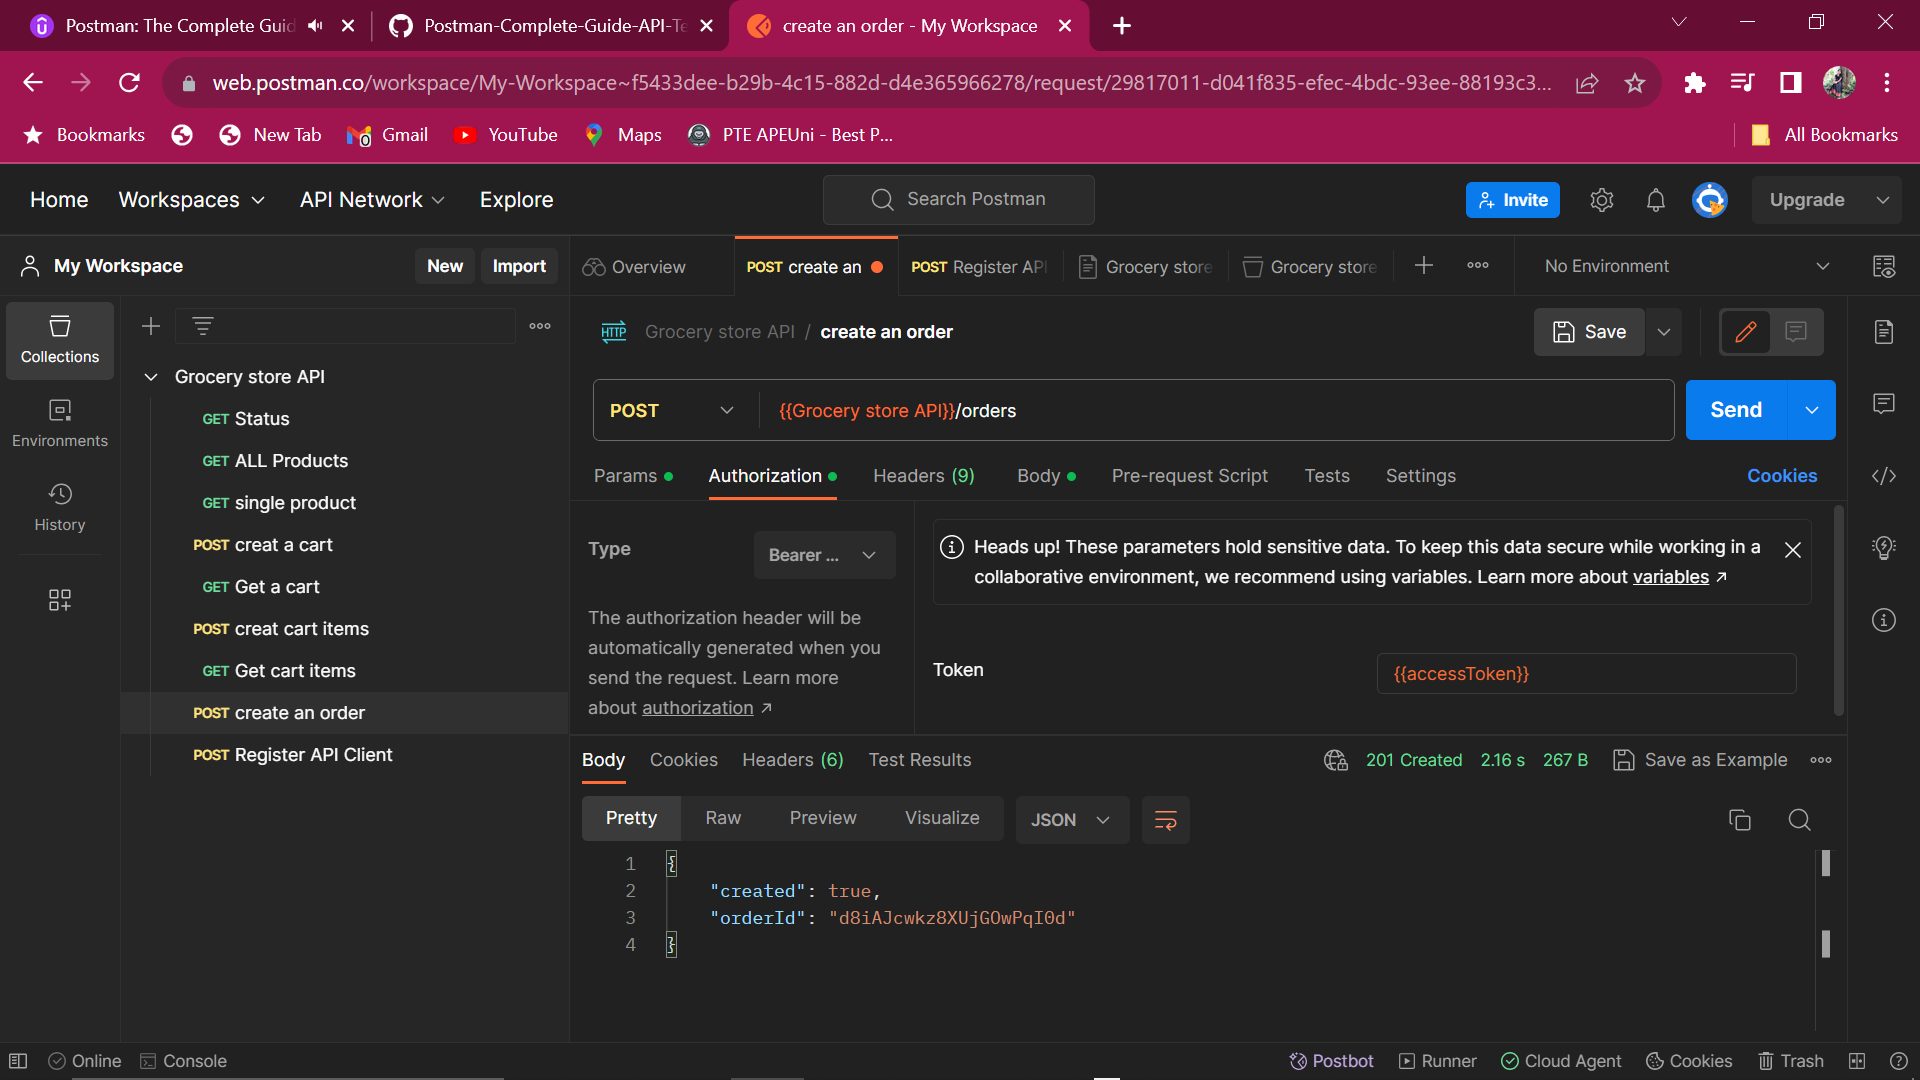 Postman: The Complete Guid
Postman-Complete-Guide-API-Te
create an order - My Workspace
web.postman.co/workspace/My-Workspace~f5433dee-b29b-4c15-882d-d4e365966278/request/29817011-d041f835-efec-4bdc-93ee-88193c3...
Bookmarks
New Tab
Gmail
YouTube
Maps
PTE APEUni - Best P...
All Bookmarks
Home
Workspaces
API Network
Explore
Search Postman
Invite
Upgrade
My Workspace
New
Import
Overview
POST create an
POST Register API
Grocery store
Grocery store
No Environment
Collections
Environments
History
Grocery store API
GET Status
GET ALL Products
GET single product
POST creat a cart
GET Get a cart
POST creat cart items
GET Get cart items
POST create an order
POST Register API Client
HTTP Grocery store API / create an order
Save
POST
{{Grocery store API}}/orders
Send
Params
Authorization
Headers (9)
Body
Pre-request Script
Tests
Settings
Cookies
Type
Bearer ...
The authorization header will be
automatically generated when you
send the request. Learn more
about authorization ↗
Heads up! These parameters hold sensitive data. To keep this data secure while working in a
collaborative environment, we recommend using variables. Learn more about variables ↗
Token
{{accessToken}}
Body
Cookies
Headers (6)
Test Results
201 Created
2.16 s
267 B
Save as Example
Pretty
Raw
Preview
Visualize
JSON
1 {
2 "created": true,
3 "orderId": "d8iAJcwkz8XUjGOwPqI0d"
4 }
Online
Console
Postbot
Runner
Cloud Agent
Cookies
Trash